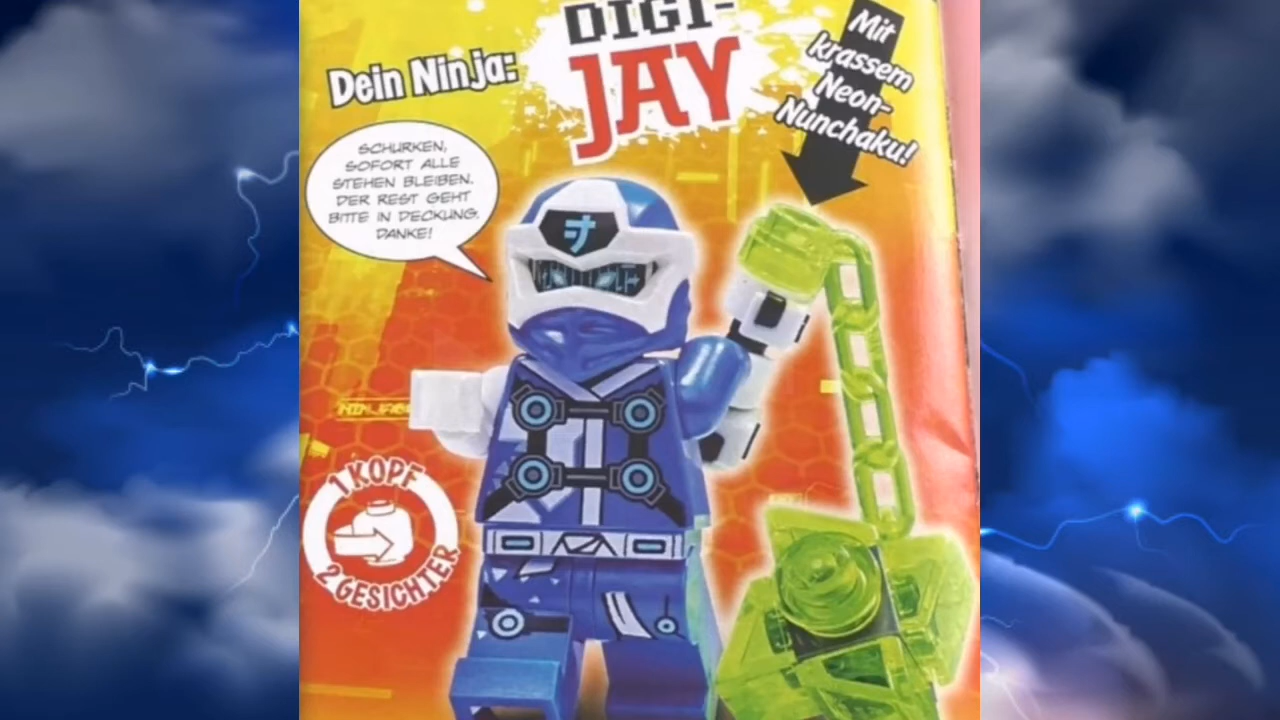 DIGI-
JAY
Dein Ninja:
Mit
krassem
Neon-
Nunchaku!
SCHURKEN,
SOFORT ALLE
STEHEN BLEIBEN.
DER REST GEHT
BITTE IN DECKUNG.
DANKE!
1 KOPF
2 GESICHTER